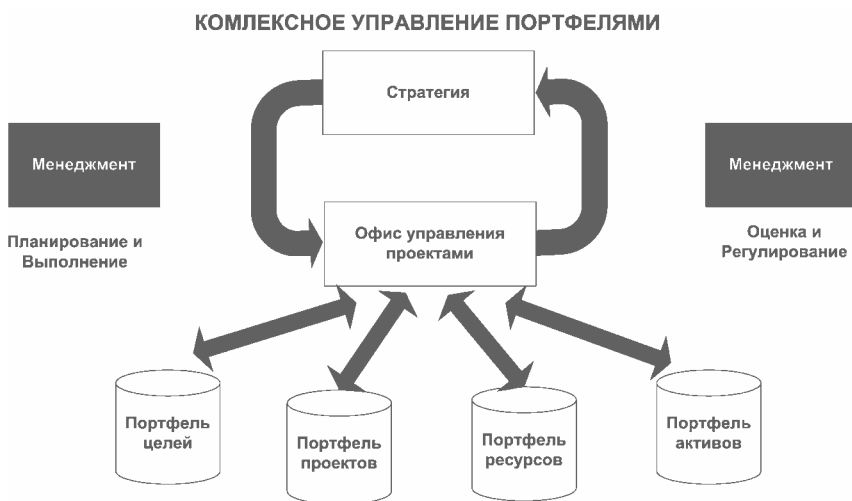 КОМЛЕКСНОЕ УПРАВЛЕНИЕ ПОРТФЕЛЯМИ
Стратегия
Менеджмент
Менеджмент
Планирование и
Выполнение
Офис управления
проектами
Оценка и
Регулирование
Портфель
целей
Портфель
проектов
Портфель
ресурсов
Портфель
активов